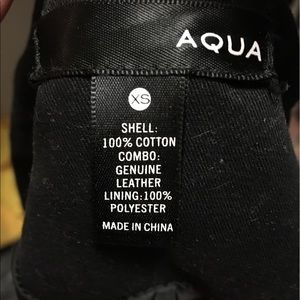 AQUA
XS
SHELL:
100% COTTON
COMBO:
GENUINE
LEATHER
LINING:100%
POLYESTER
MADE IN CHINA